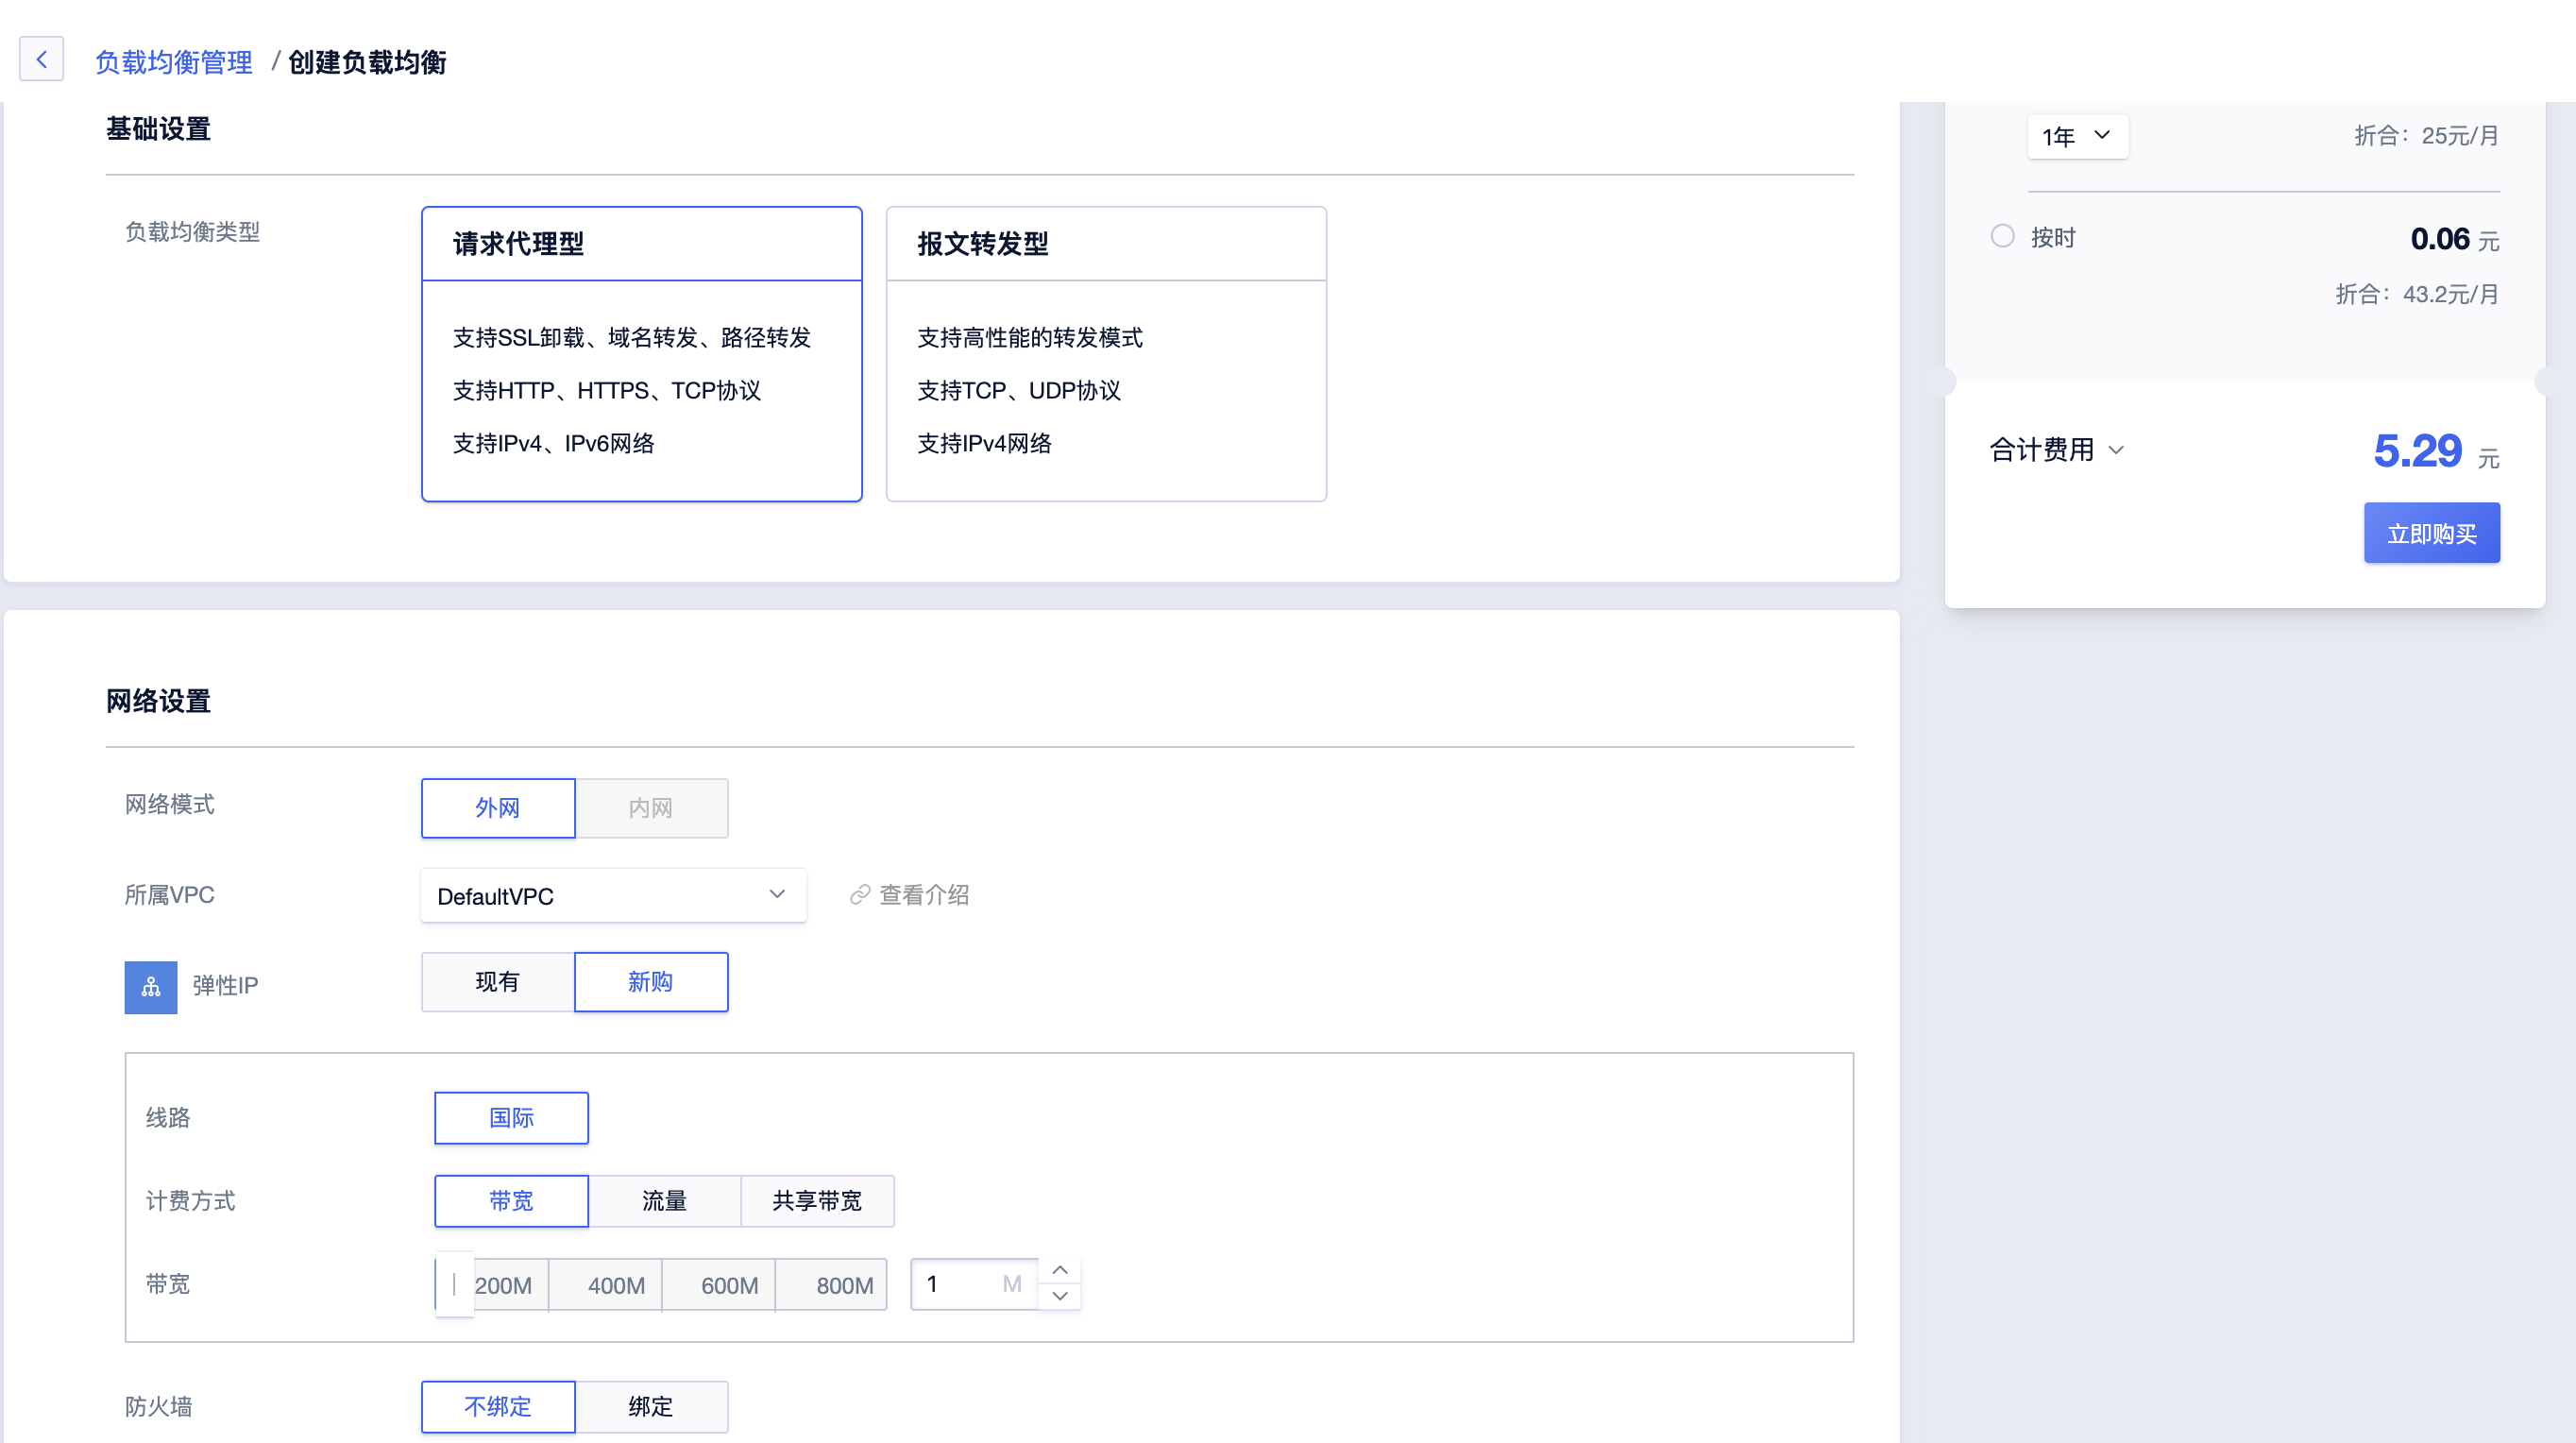 负载均衡管理 / 创建负载均衡
基础设置
负载均衡类型
请求代理型
支持SSL卸载、域名转发、路径转发
支持HTTP、HTTPS、TCP协议
支持IPv4、IPv6网络
报文转发型
支持高性能的转发模式
支持TCP、UDP协议
支持IPv4网络
网络设置
网络模式 外网 内网
所属VPC DefaultVPC 查看介绍
弹性IP 现有 新购
线路 国际
计费方式 带宽 流量 共享带宽
带宽 200M 400M 600M 800M 1 M
防火墙 不绑定 绑定
1年 折合：25元/月
按时 0.06 元
折合：43.2元/月
合计费用 5.29 元
立即购买